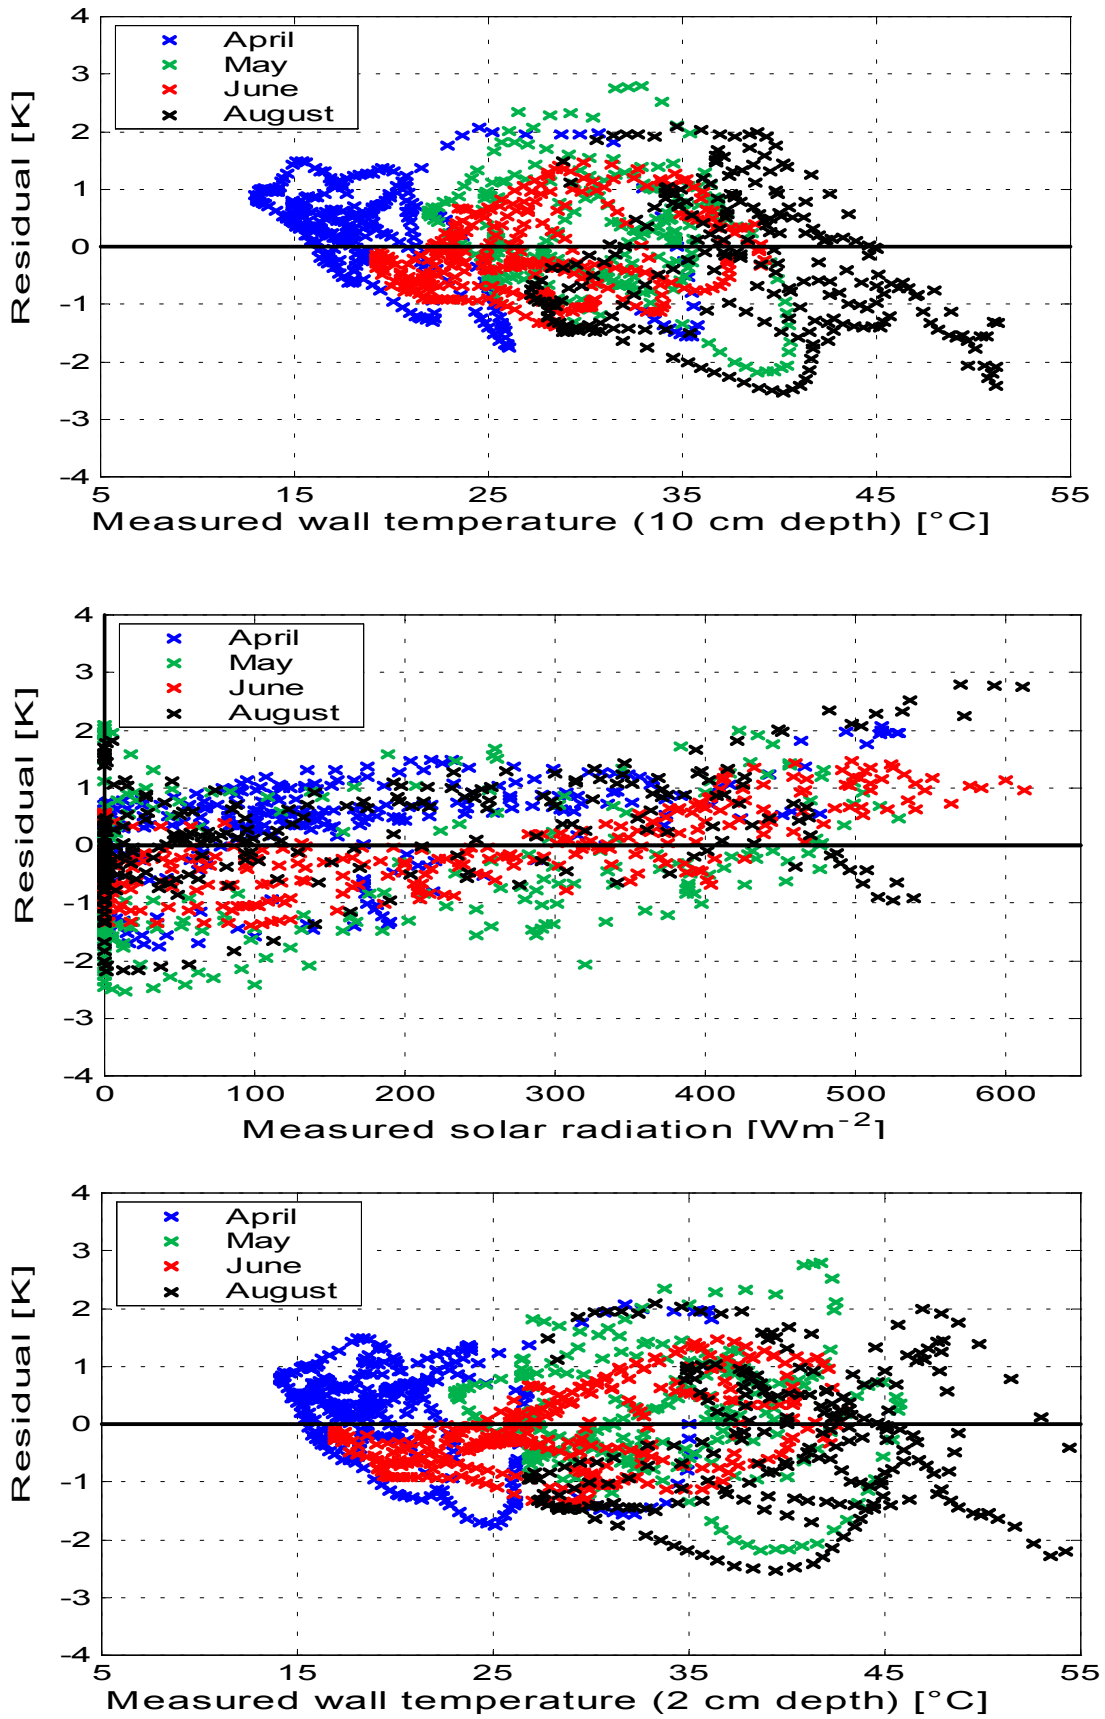 4
3
2
1
0
-1
-2
-3
-4
Residual [K]
April
May
June
August
5 15 25 35 45 55
Measured wall temperature (10 cm depth) [°C]
4
3
2
1
0
-1
-2
-3
-4
Residual [K]
April
May
June
August
0 100 200 300 400 500 600
Measured solar radiation [Wm-2]
4
3
2
1
0
-1
-2
-3
-4
Residual [K]
April
May
June
August
5 15 25 35 45 55
Measured wall temperature (2 cm depth) [°C]